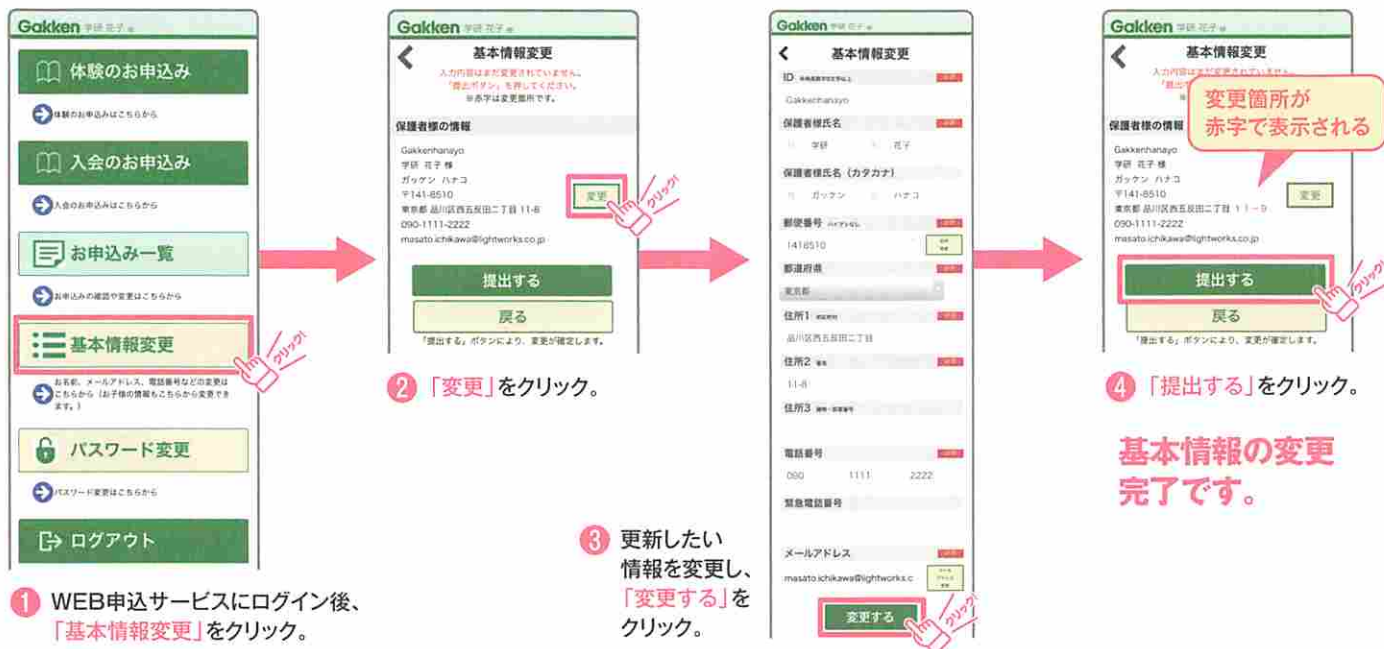 Gakken 学研 花子 様
体験のお申込み
体験のお申込みはこちらから
入会のお申込み
入会のお申込みはこちらから
お申込み一覧
お申込みの確認や変更はこちらから
基本情報変更
クリック!
お名前、メールアドレス、電話番号などの変更は
こちらから(お子様の情報もこちらから変更でき
ます。)
パスワード変更
パスワード変更はこちらから
ログアウト
1 WEB申込サービスにログイン後、
「基本情報変更」をクリック。
Gakken 学研 花子 様
基本情報変更
入力内容はまだ変更されていません。
「提出ボタン」を押してください。
※赤字は変更箇所です。
保護者様の情報
Gakkenhanayo
学研 花子 様
ガッケン ハナコ
〒141-8510
東京都 品川区西五反田二丁目 11-8
090-1111-2222
masato.ichikawa@lightworks.co.jp
変更
クリック!
提出する
戻る
「提出する」ボタンにより、変更が確定します。
2 「変更」をクリック。
Gakken 学研 花子 様
基本情報変更
ID
Gakkenhanayo
保護者様氏名
学研 花子
保護者様氏名(カタカナ)
ガッケン ハナコ
郵便番号 ハイフンなし
1418510
都道府県
東京都
住所1
品川区西五反田二丁目
住所2
11-8
住所3
電話番号
090 1111 2222
緊急電話番号
メールアドレス
masato.ichikawa@lightworks.c
変更する
クリック!
3 更新したい
情報を変更し、
「変更する」を
クリック。
Gakken 学研 花子 様
基本情報変更
入力内容はまだ変更されていません。
変更箇所が
赤字で表示される
保護者様の情報
Gakkenhanayo
学研 花子 様
ガッケン ハナコ
〒141-8510
東京都 品川区西五反田二丁目 11-9
090-1111-2222
masato.ichikawa@lightworks.co.jp
変更
提出する
クリック!
戻る
「提出する」ボタンにより、変更が確定します。
4 「提出する」をクリック。
基本情報の変更
完了です。